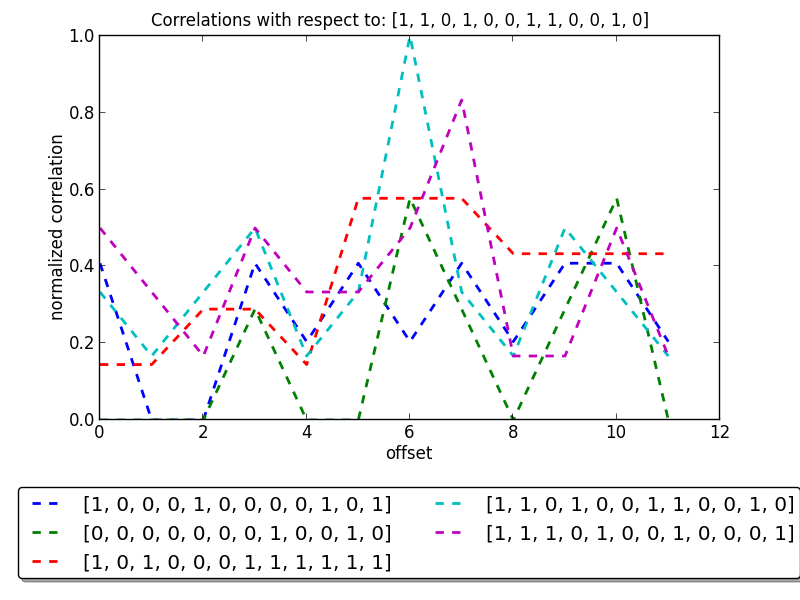 Correlations with respect to: [1, 1, 0, 1, 0, 0, 1, 1, 0, 0, 1, 0]
normalized correlation
1.0
0.8
0.6
0.4
0.2
0.0
0 2 4 6 8 10 12
offset
[1, 0, 0, 0, 1, 0, 0, 0, 0, 1, 0, 1]
[0, 0, 0, 0, 0, 0, 0, 1, 0, 0, 1, 0]
[1, 0, 1, 0, 0, 0, 1, 1, 1, 1, 1, 1]
[1, 1, 0, 1, 0, 0, 1, 1, 0, 0, 1, 0]
[1, 1, 1, 0, 1, 0, 0, 1, 0, 0, 0, 1]